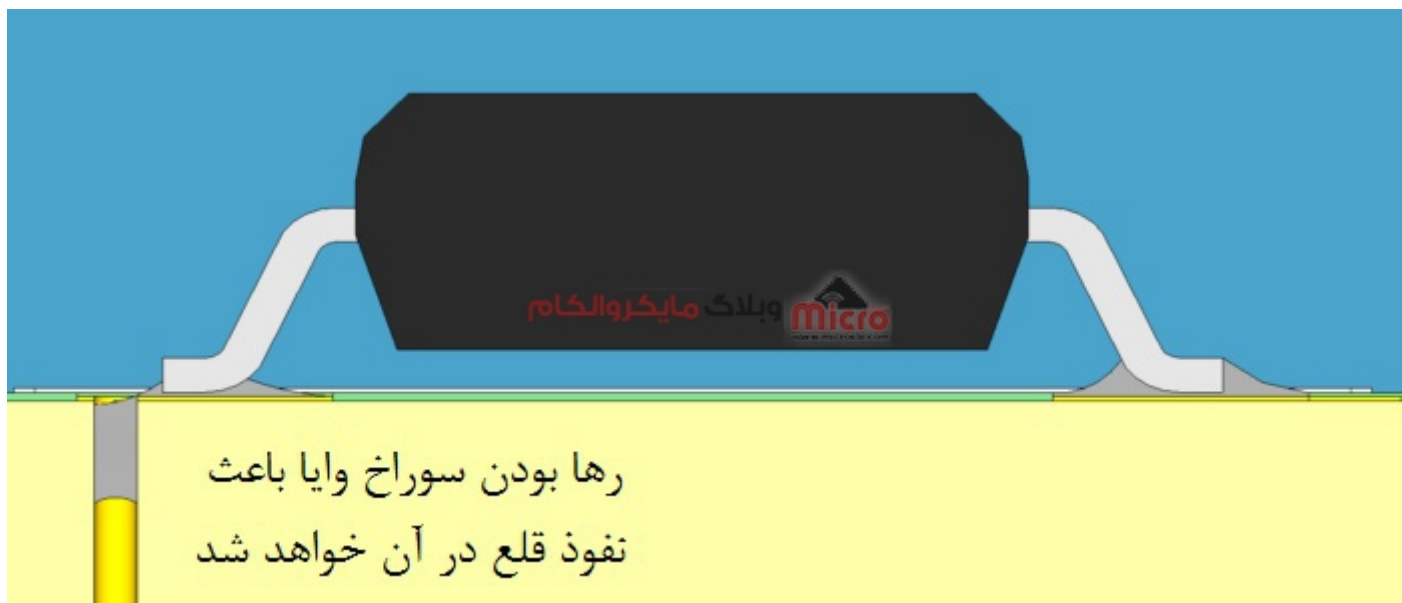 وبلاگ مایکروالکام
micro
رها بودن سوراخ وایا باعث
نفوذ قلع در آن خواهد شد